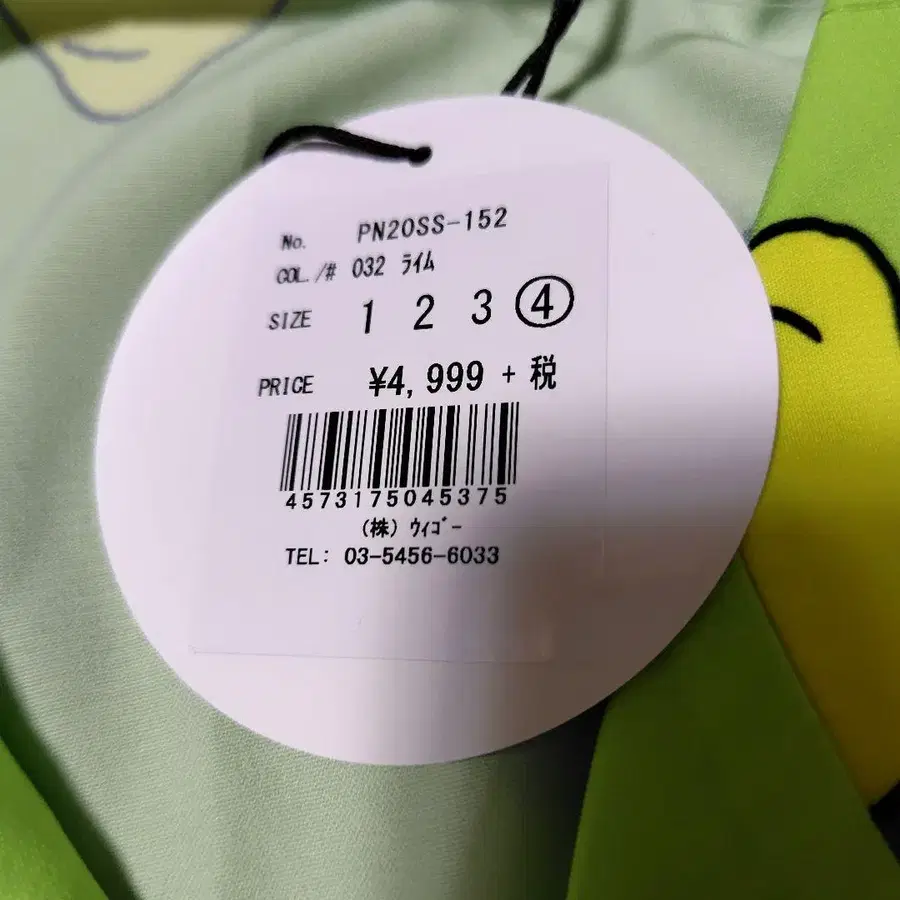 No. PN20SS-152
COL./# 032 ライム
SIZE 1 2 3 ④
PRICE ¥4,999 + 税
4573175045375
(株) ウィゴー
TEL: 03-5456-6033